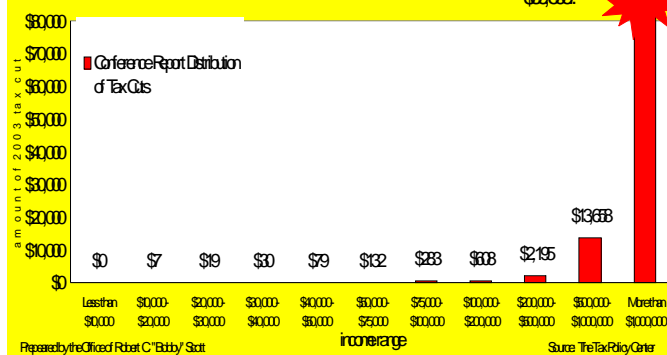 $80,000
$70,000
$60,000
$50,000
$40,000
$30,000
$20,000
$10,000
$0
amount of 2003 tax cut
Conference Report Distribution
of Tax Cuts
$0 $7 $19 $30 $79 $132 $283 $608 $2,195 $13,658
Less than $10,000- $20,000- $30,000- $40,000- $50,000- $75,000- $100,000- $200,000- $500,000- More than
$10,000 $20,000 $30,000 $40,000 $50,000 $75,000 $100,000 $200,000 $500,000 $1,000,000 $1,000,000
income range
Prepeared by the Office of Robert C. "Bobby" Scott
Source: The Tax Policy Center